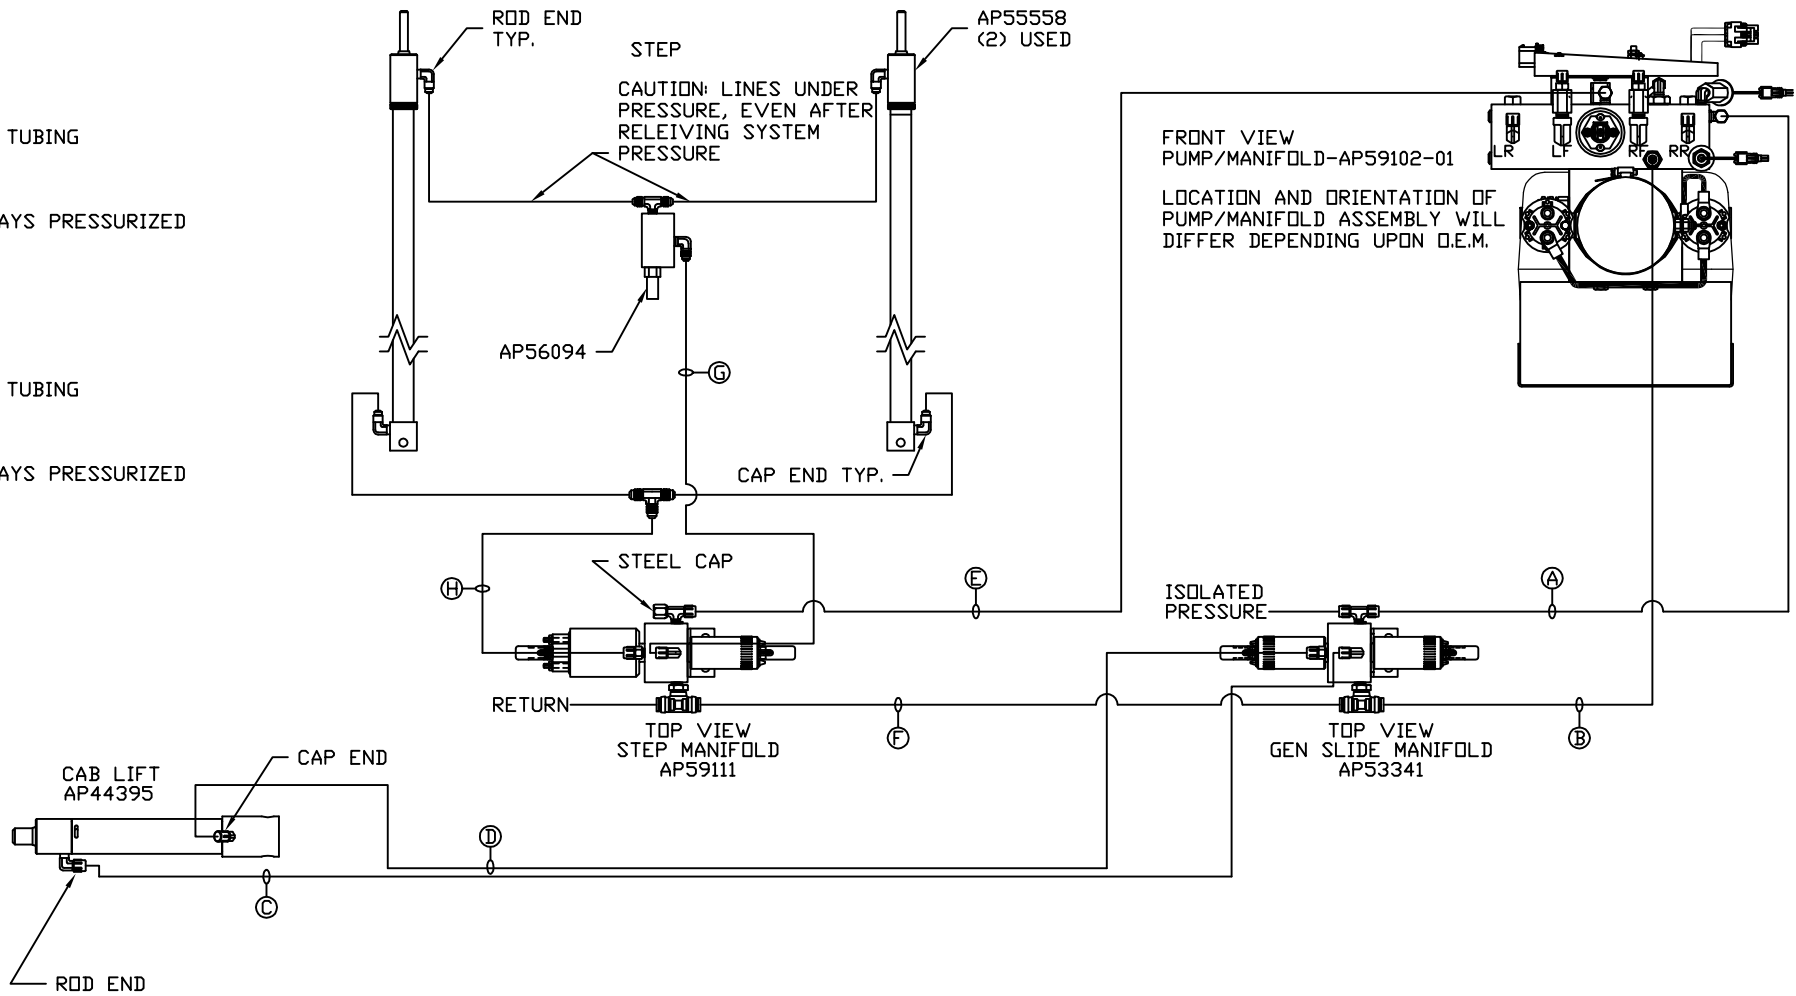 TUBING
AYS PRESSURIZED
TUBING
AYS PRESSURIZED
ROD END
TYP.
STEP
CAUTION: LINES UNDER
PRESSURE, EVEN AFTER
RELEIVING SYSTEM
PRESSURE
AP55558
(2) USED
FRONT VIEW
PUMP/MANIFOLD-AP59102-01
LOCATION AND ORIENTATION OF
PUMP/MANIFOLD ASSEMBLY WILL
DIFFER DEPENDING UPON O.E.M.
LR
LF
RF
RR
AP56094
G
CAP END TYP.
STEEL CAP
H
E
ISOLATED
PRESSURE
A
RETURN
TOP VIEW
STEP MANIFOLD
AP59111
F
TOP VIEW
GEN SLIDE MANIFOLD
AP53341
B
CAB LIFT
AP44395
CAP END
D
C
ROD END